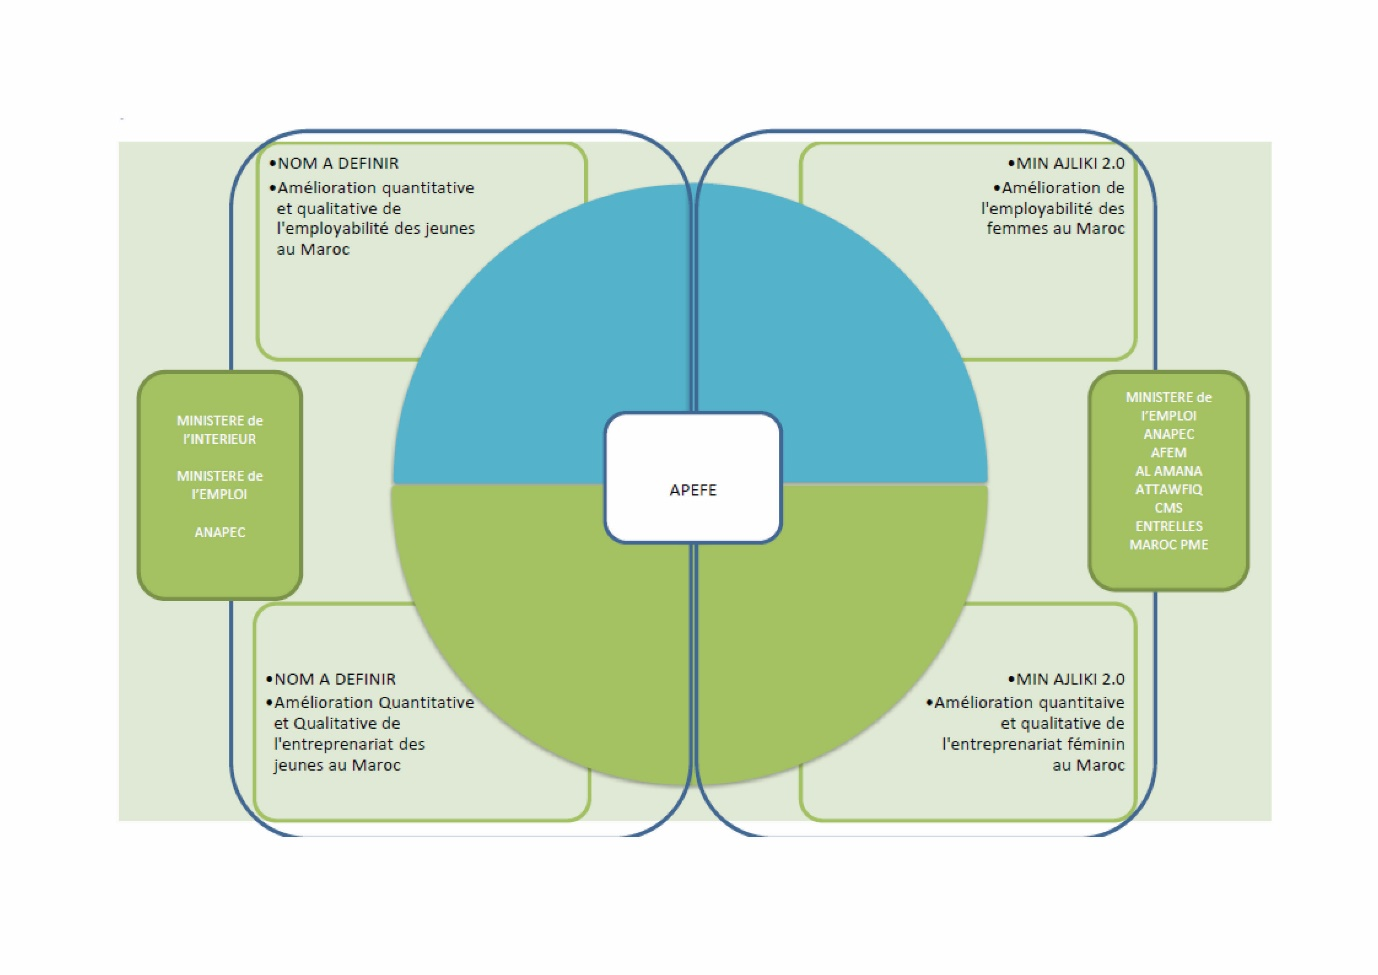 •NOM A DEFINIR
•Amélioration quantitative
et qualitative de
l'employabilité des jeunes
au Maroc
•MIN AJLIKI 2.0
•Amélioration de
l'employabilité des
femmes au Maroc
MINISTERE de
l'INTERIEUR
MINISTERE de
l'EMPLOI
ANAPEC
APEFE
MINISTERE de
l'EMPLOI
ANAPEC
AFEM
AL AMANA
ATTAWFIQ
CMS
ENTRELLES
MAROC PME
•NOM A DEFINIR
•Amélioration Quantitative
et Qualitative de
l'entreprenariat des
jeunes au Maroc
•MIN AJLIKI 2.0
•Amélioration quantitaive
et qualitative de
l'entreprenariat féminin
au Maroc